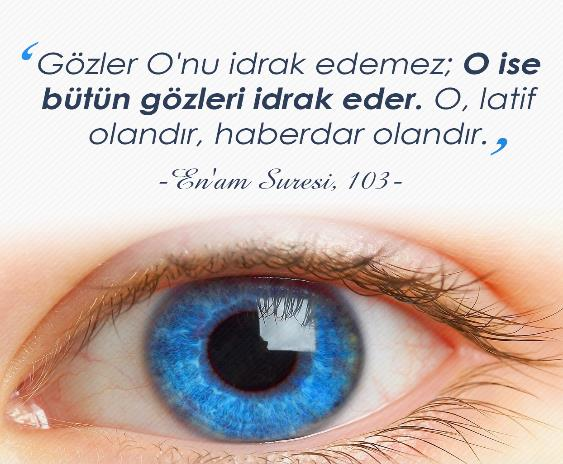 ‘Gözler O'nu idrak edemez; O ise
bütün gözleri idrak eder. O, latif
olandır, haberdar olandır.’
-En'am Suresi, 103-